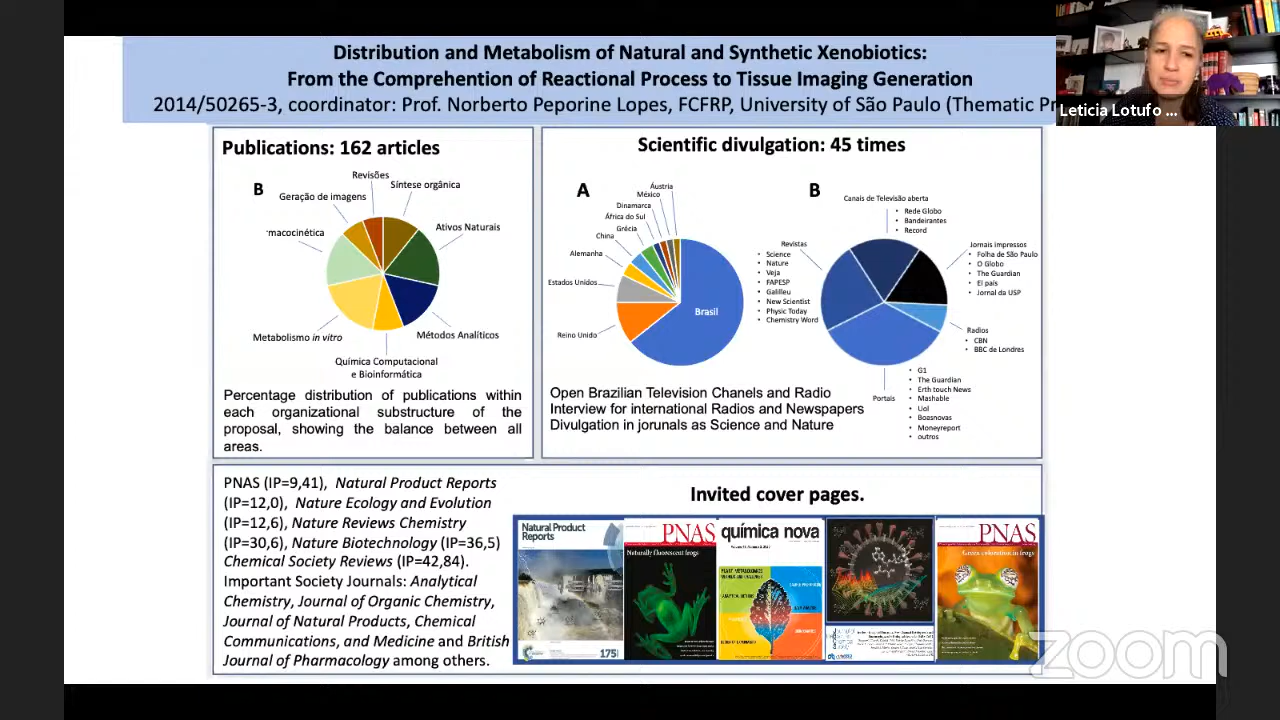 Distribution and Metabolism of Natural and Synthetic Xenobiotics:
From the Comprehention of Reactional Process to Tissue Imaging Generation
2014/50265-3, coordinator: Prof. Norberto Peporine Lopes, FCFRP, University of São Paulo (Thematic Pr
Leticia Lotufo ...
Publications: 162 articles
B
Revisões
Síntese orgânica
Geração de imagens
Ativos Naturais
macocinética
Metabolismo in vitro
Métodos Analíticos
Química Computacional
e Bioinformática
Percentage distribution of publications within
each organizational substructure of the
proposal, showing the balance between all
areas.
Scientific divulgation: 45 times
A
Áustria
México
Dinamarca
África do Sul
Grécia
China
Alemanha
Estados Unidos
Reino Unido
Brasil
B
Canais de Televisão aberta
• Rede Globo
• Bandeirantes
• Record
Revistas
• Science
• Nature
• Veja
• FAPESP
• Galilleu
• New Scientist
• Physic Today
• Chemistry Word
Jornais impressos
• Folha de São Paulo
• O Globo
• The Guardian
• El país
• Jornal da USP
Radios
• CBN
• BBC de Londres
Portais
• G1
• The Guardian
• Erth touch News
• Mashable
• Uol
• Boasnovas
• Moneyreport
• outros
Open Brazilian Television Chanels and Radio
Interview for international Radios and Newspapers
Divulgation in jorunals as Science and Nature
PNAS (IP=9,41), Natural Product Reports
(IP=12,0), Nature Ecology and Evolution
(IP=12,6), Nature Reviews Chemistry
(IP=30,6), Nature Biotechnology (IP=36,5)
Chemical Society Reviews (IP=42,84).
Important Society Journals: Analytical
Chemistry, Journal of Organic Chemistry,
Journal of Natural Products, Chemical
Communications, and Medicine and British
Journal of Pharmacology among others.
Invited cover pages.
Natural Product
Reports
175
PNAS
Naturally fluorescent frogs
química nova
PNAS
Green coloration in frogs
zoom